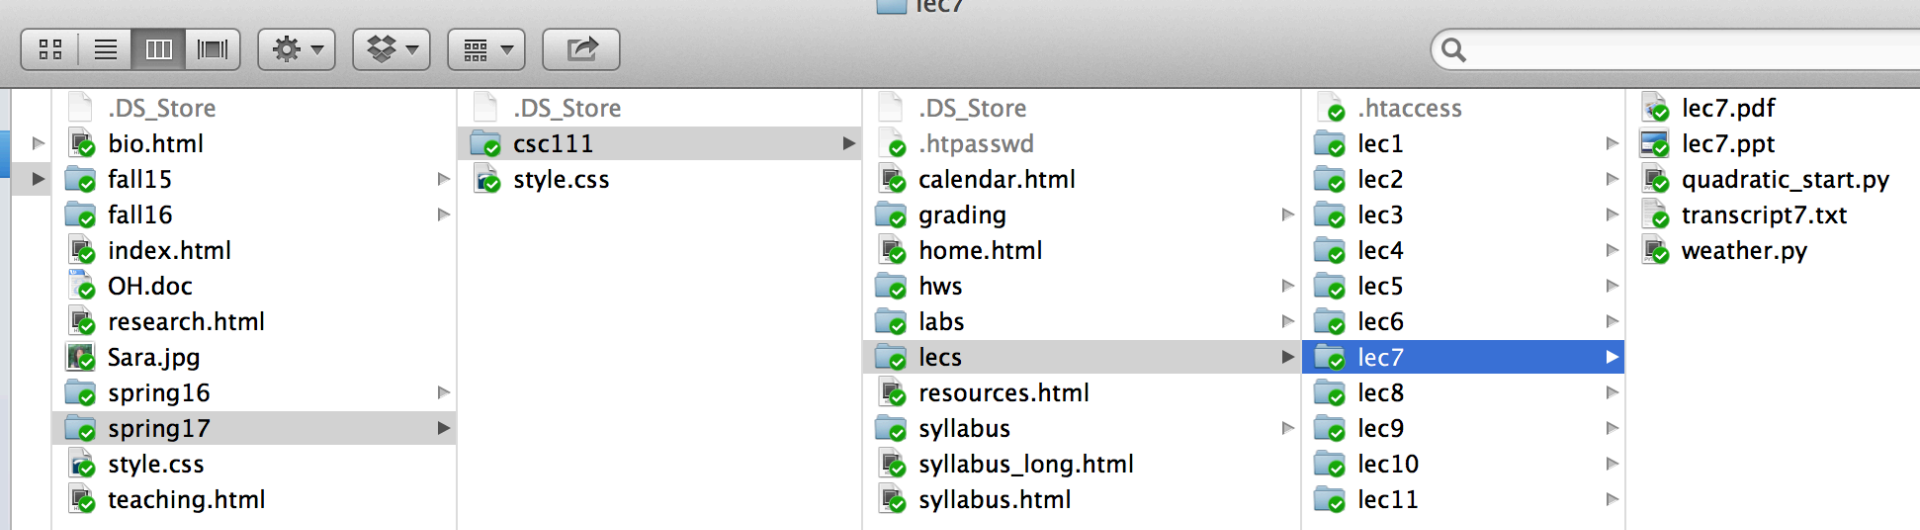 lec7
.DS_Store
bio.html
fall15
fall16
index.html
OH.doc
research.html
Sara.jpg
spring16
spring17
style.css
teaching.html
.DS_Store
csc111
style.css
.DS_Store
.htpasswd
calendar.html
grading
home.html
hws
labs
lecs
resources.html
syllabus
syllabus_long.html
syllabus.html
.htaccess
lec1
lec2
lec3
lec4
lec5
lec6
lec7
lec8
lec9
lec10
lec11
lec7.pdf
lec7.ppt
quadratic_start.py
transcript7.txt
weather.py